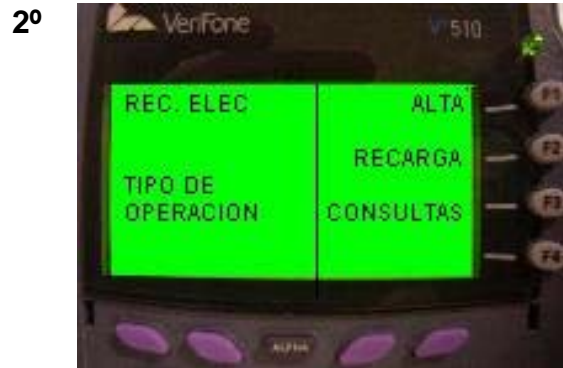 2º
VeriFone
510
REC. ELEC
ALTA
F1
RECARGA
F2
TIPO DE
OPERACION
CONSULTAS
F3
F4
ALPHA